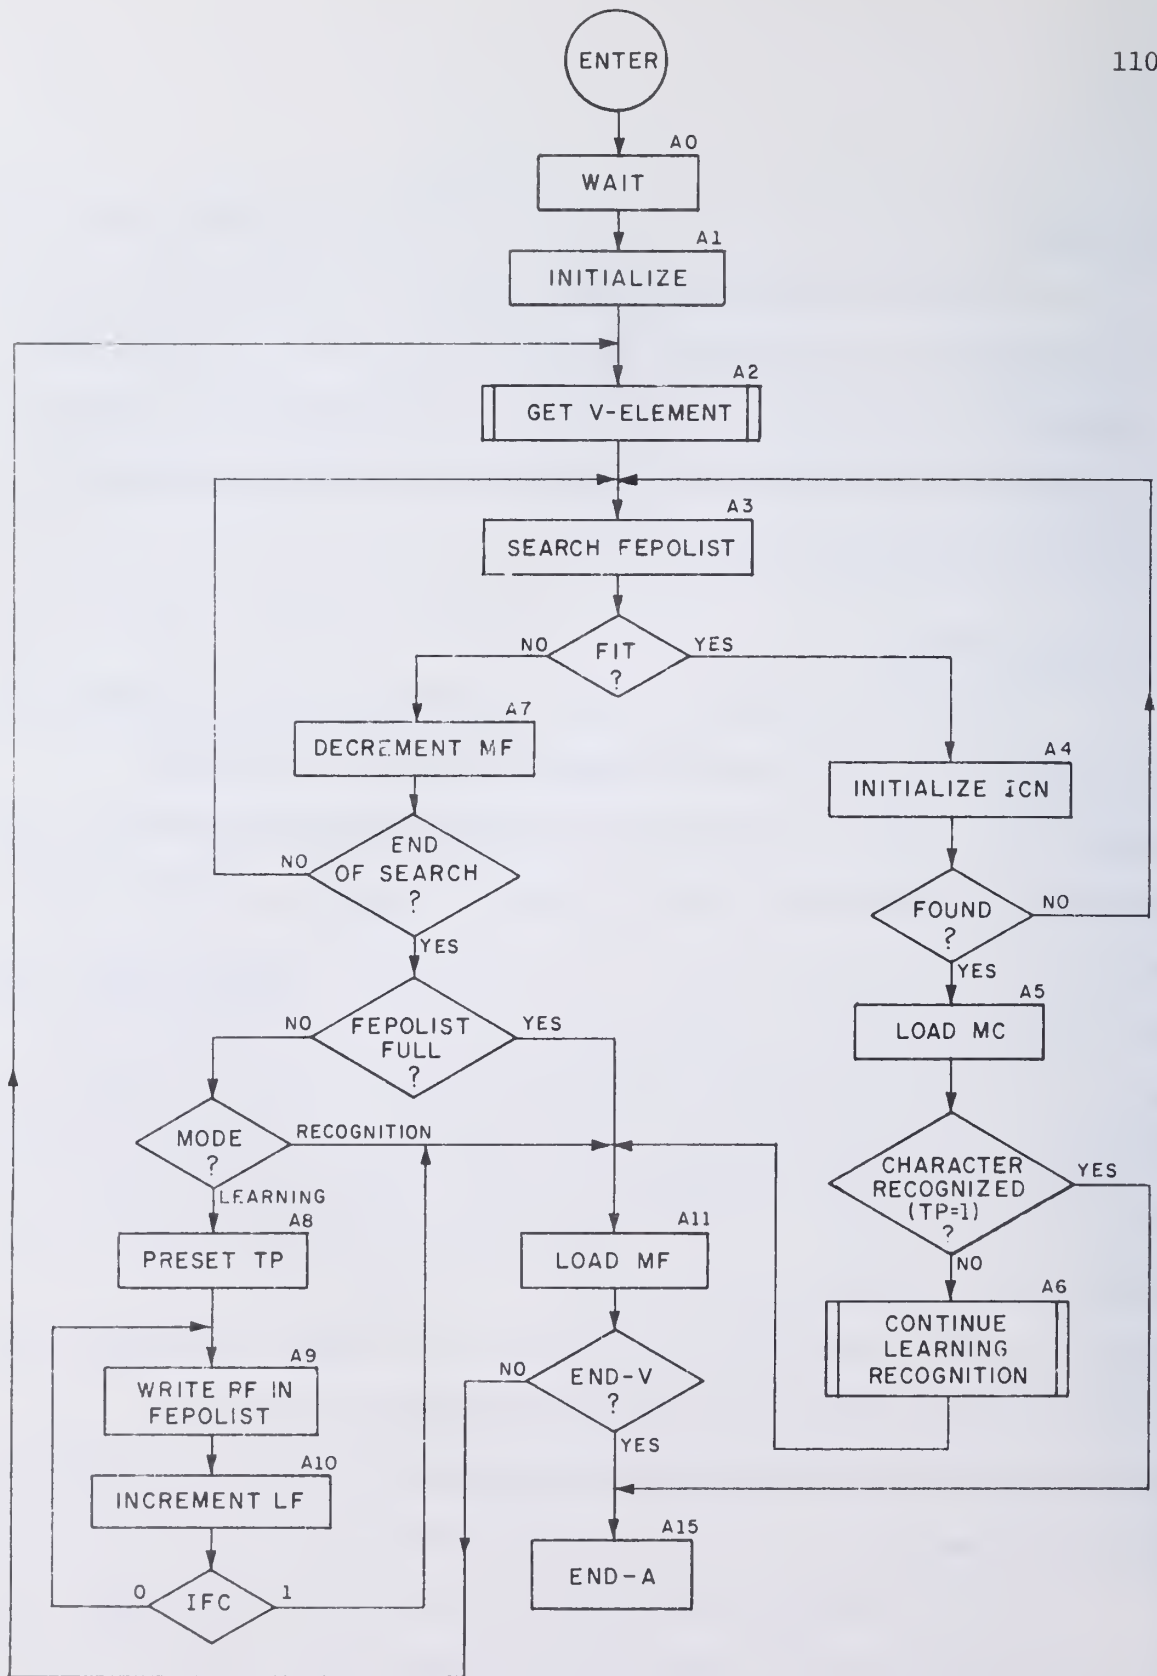 110
ENTER
A0
WAIT
A1
INITIALIZE
A2
GET V-ELEMENT
A3
SEARCH FEPOLIST
NO
FIT
?
YES
A7
DECREMENT MF
A4
INITIALIZE ICN
NO
END
OF SEARCH
?
YES
FOUND
?
NO
YES
A5
LOAD MC
NO
FEPOLIST
FULL
?
YES
MODE
?
RECOGNITION
LEARNING
CHARACTER
RECOGNIZED
(TP=1)
?
YES
NO
A8
PRESET TP
A11
LOAD MF
A6
CONTINUE
LEARNING
RECOGNITION
A9
WRITE RF IN
FEPOLIST
NO
END-V
?
YES
A10
INCREMENT LF
A15
END-A
0
IFC
1